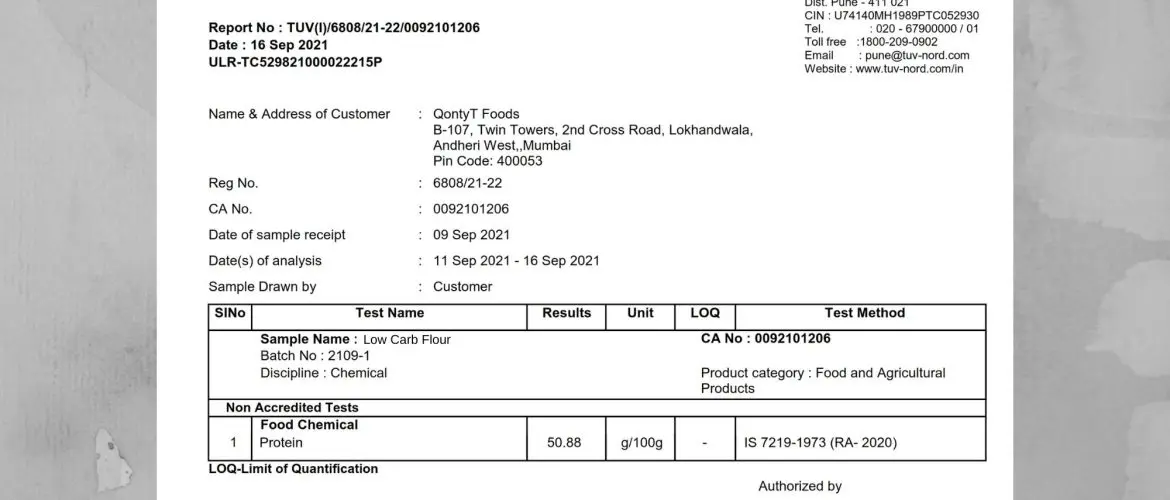 Dist. Pune - 411 021
CIN : U74140MH1989PTC052930
Tel. : 020 - 67900000 / 01
Toll free :1800-209-0902
Email : pune@tuv-nord.com
Website : www.tuv-nord.com/in
Report No : TUV(I)/6808/21-22/0092101206
Date : 16 Sep 2021
ULR-TC529821000022215P
Name & Address of Customer : QontyT Foods
B-107, Twin Towers, 2nd Cross Road, Lokhandwala,
Andheri West,,Mumbai
Pin Code: 400053
Reg No. : 6808/21-22
CA No. : 0092101206
Date of sample receipt : 09 Sep 2021
Date(s) of analysis : 11 Sep 2021 - 16 Sep 2021
Sample Drawn by : Customer
SlNo Test Name Results Unit LOQ Test Method
Sample Name : Low Carb Flour CA No : 0092101206
Batch No : 2109-1
Discipline : Chemical Product category : Food and Agricultural
Products
Non Accredited Tests
Food Chemical
1 Protein 50.88 g/100g - IS 7219-1973 (RA- 2020)
LOQ-Limit of Quantification
Authorized by